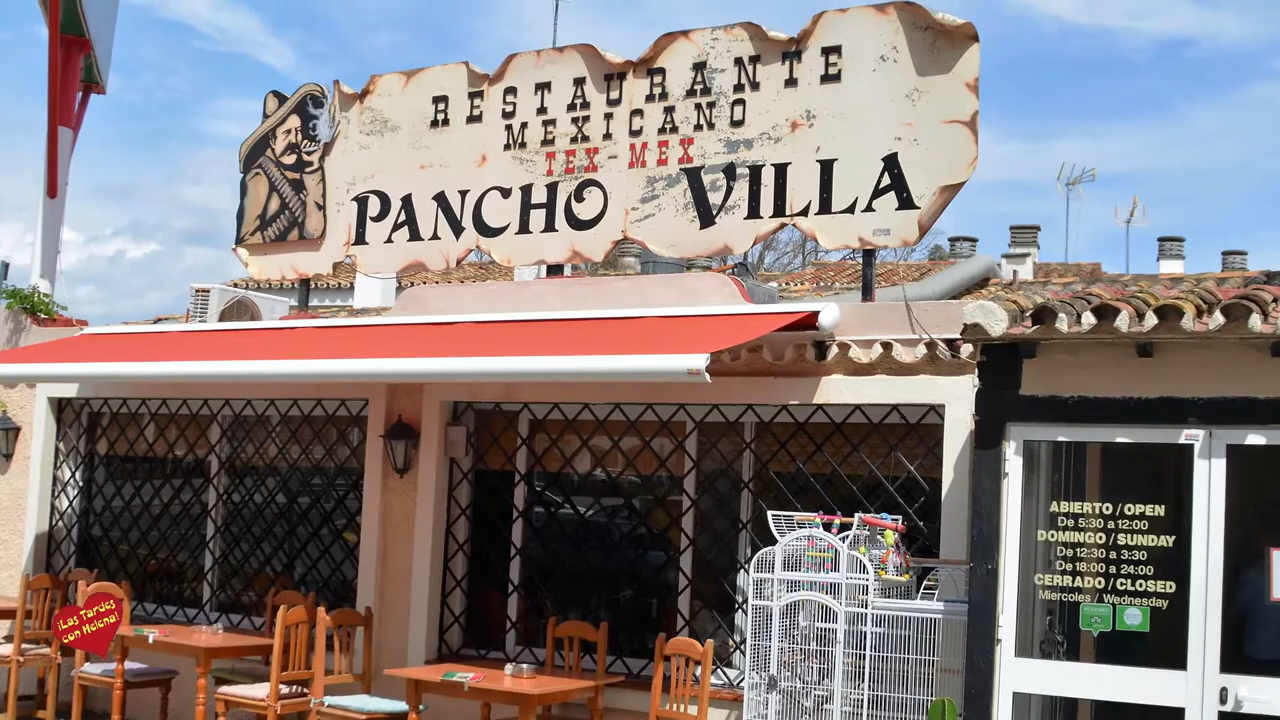 RESTAURANTE
MEXICANO
TEX-MEX
PANCHO VILLA
ABIERTO / OPEN
De 5:30 a 12:00
DOMINGO / SUNDAY
De 12:30 a 3:30
De 18:00 a 24:00
CERRADO / CLOSED
Miercoles / Wednesday
¡Las Tardes
con Helena!